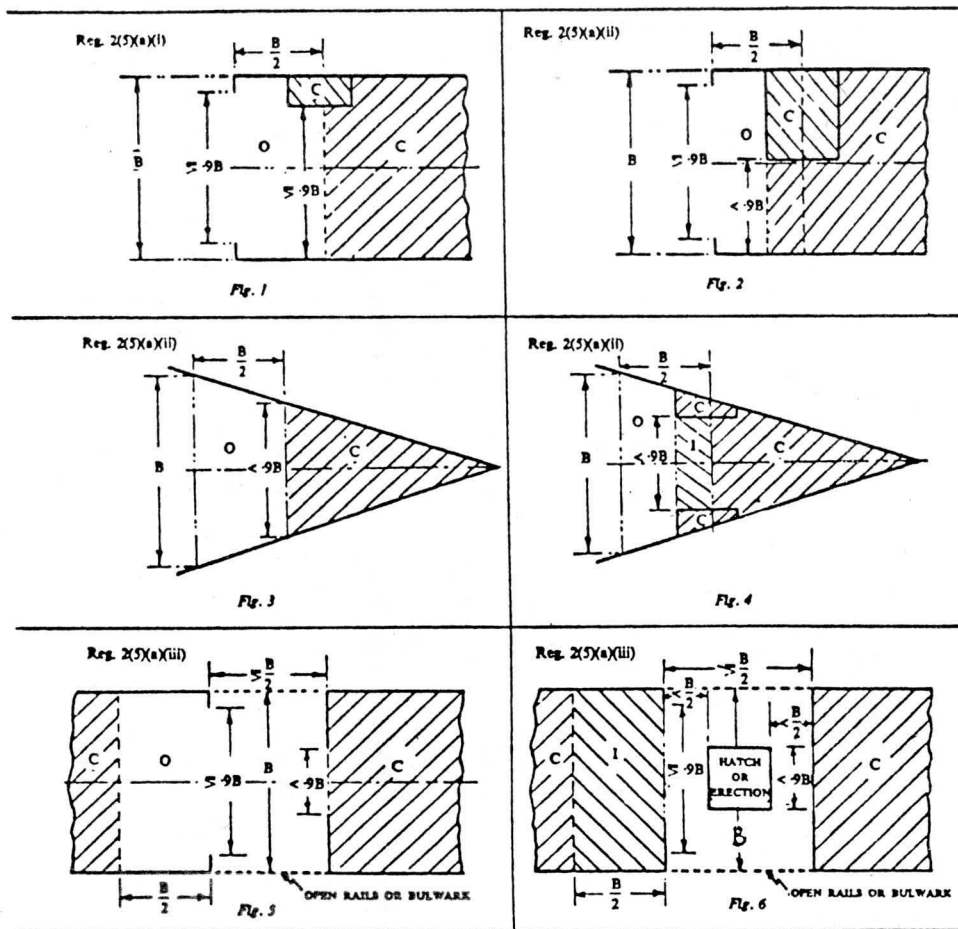 Reg. 2(5)(a)(i)
B
2
B
≥ ·9B
O
C
≥ ·9B
C
Fig. 1
Reg. 2(5)(a)(ii)
B
2
B
≥ ·9B
O
C
< ·9B
C
Fig. 2
Reg. 2(5)(a)(ii)
B
2
B
O
< ·9B
C
Fig. 3
Reg. 2(5)(a)(ii)
B
2
B
O
C
< ·9B
I
C
C
Fig. 4
Reg. 2(5)(a)(iii)
≥ B
2
C
O
≥ ·9B
B
< ·9B
C
B
2
OPEN RAILS OR BULWARK
Fig. 5
Reg. 2(5)(a)(iii)
≥ B
2
< B
2
< B
2
C
I
≥ ·9B
HATCH
OR
ERECTION
< ·9B
C
B
B
2
OPEN RAILS OR BULWARK
Fig. 6